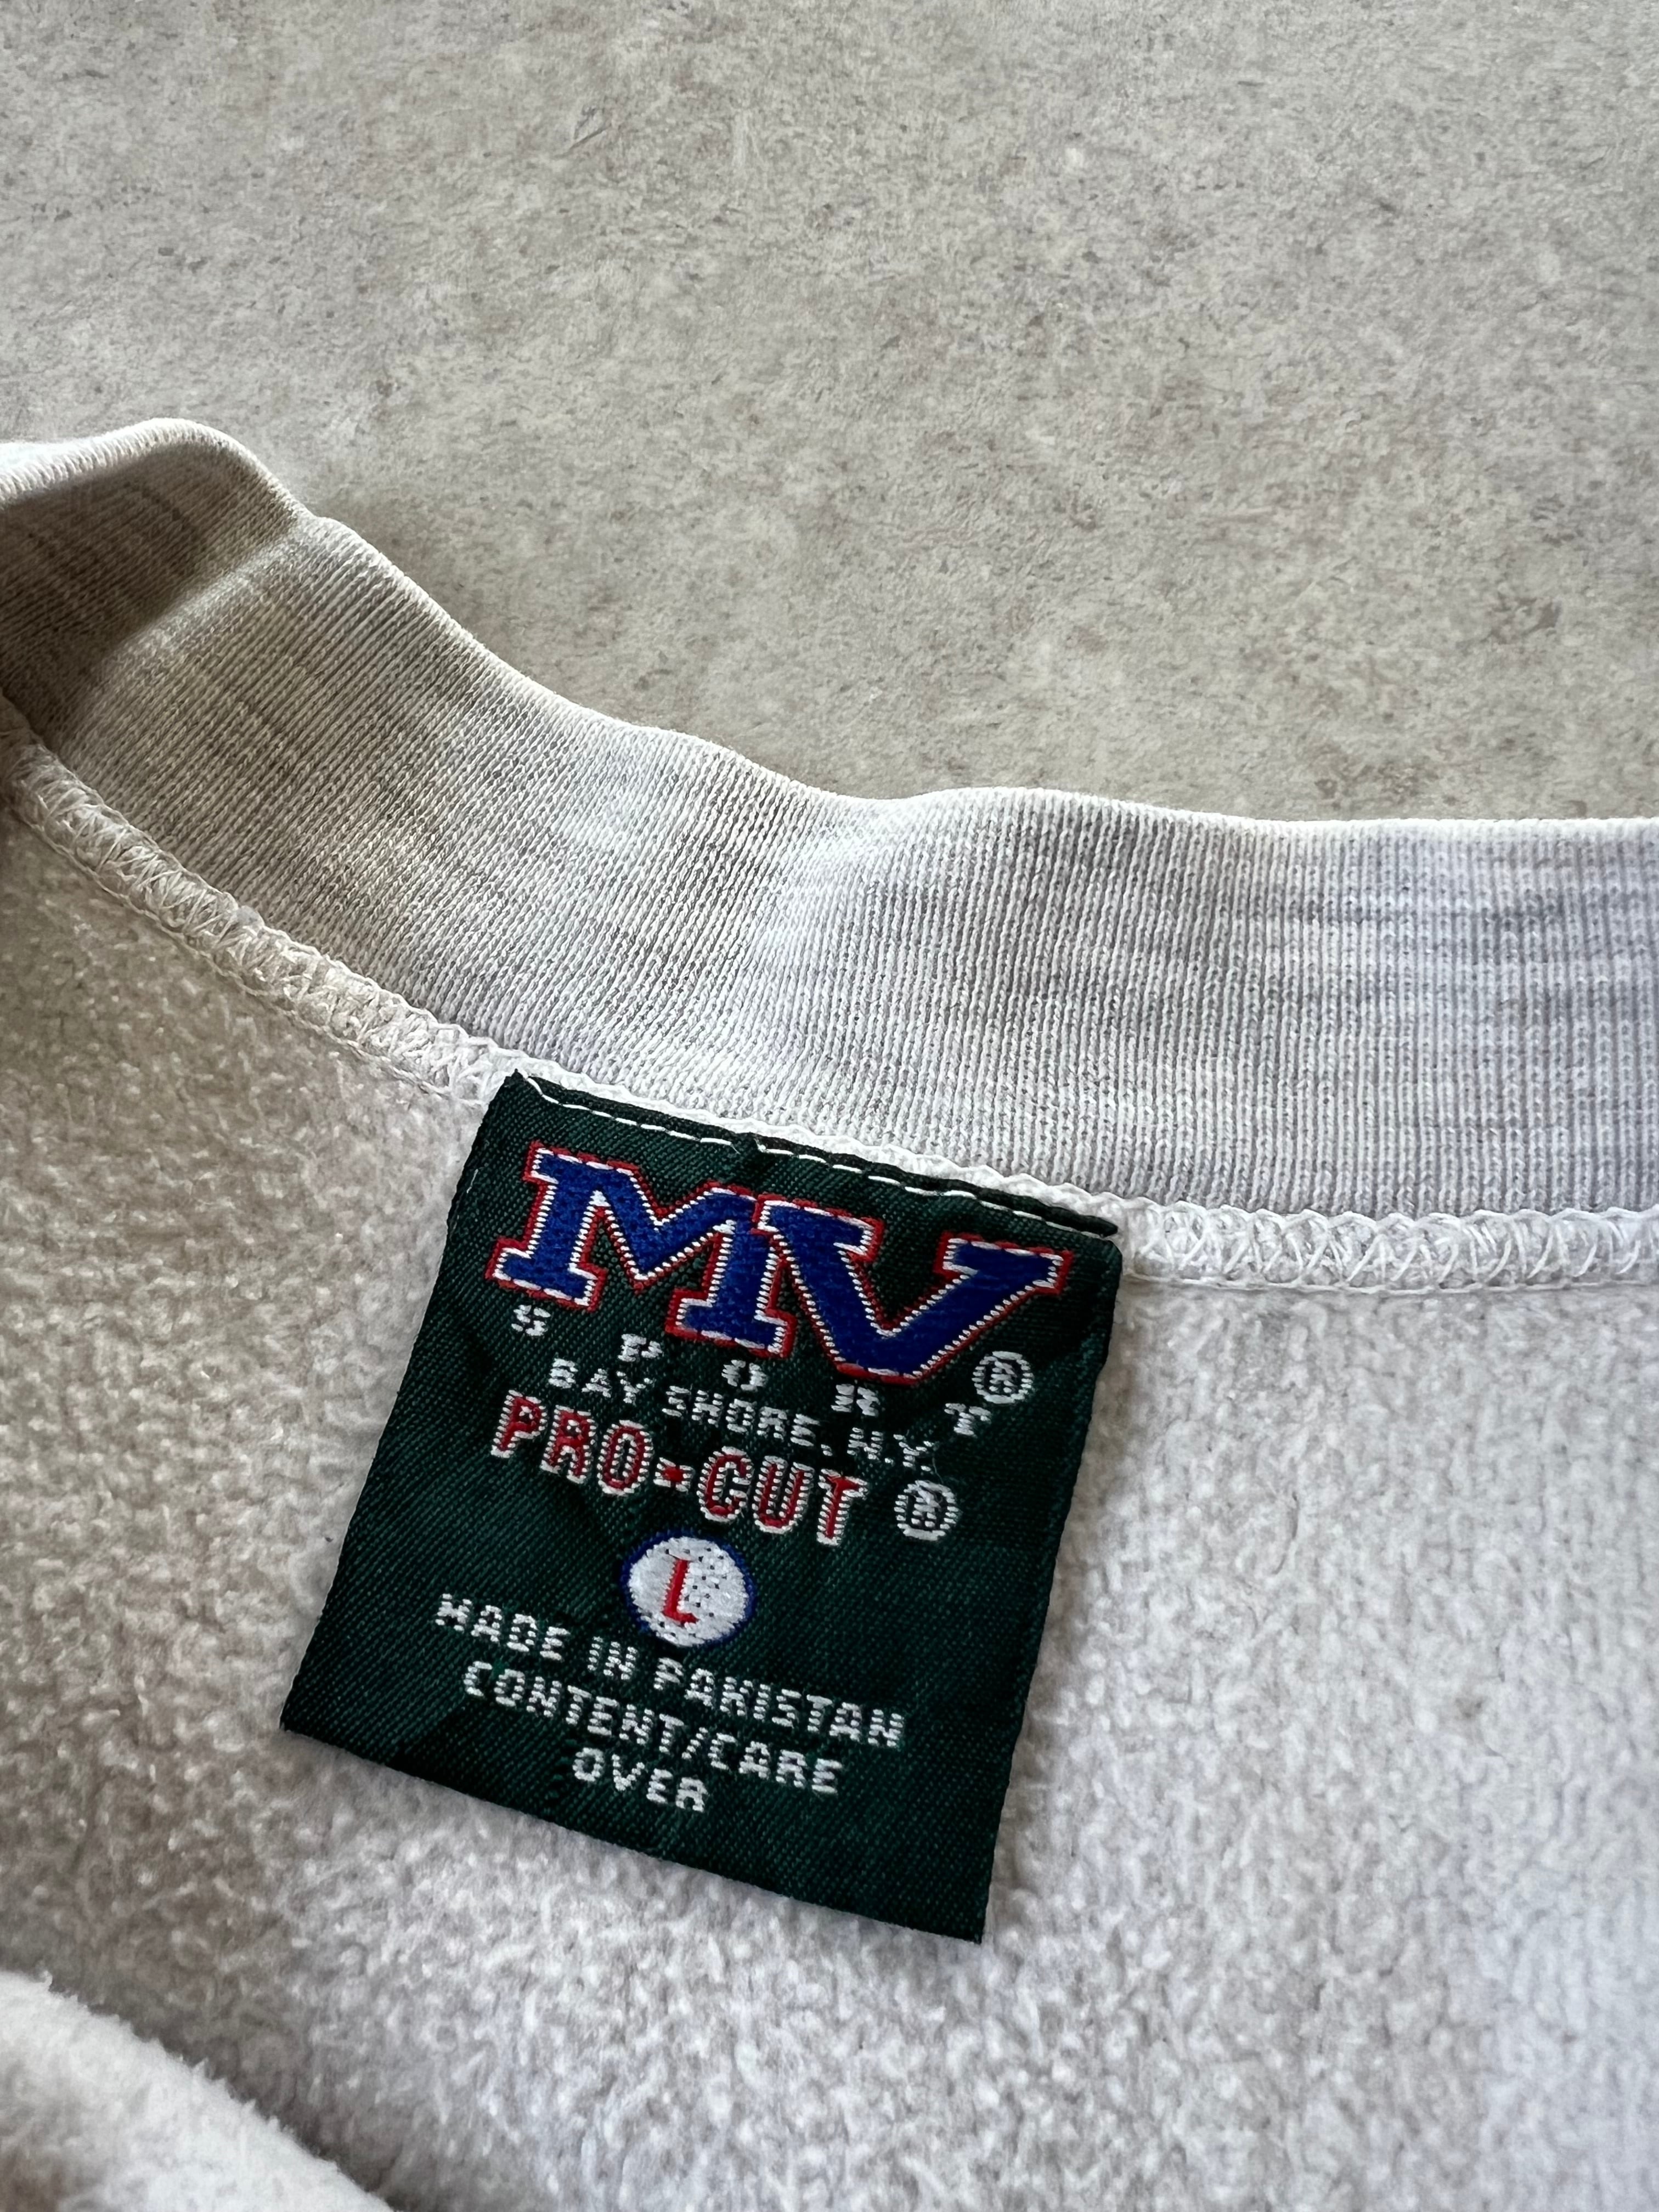 MV
SPORT®
BAY SHORE, N.Y.
PRO•CUT®
L
MADE IN PAKISTAN
CONTENT/CARE
OVER